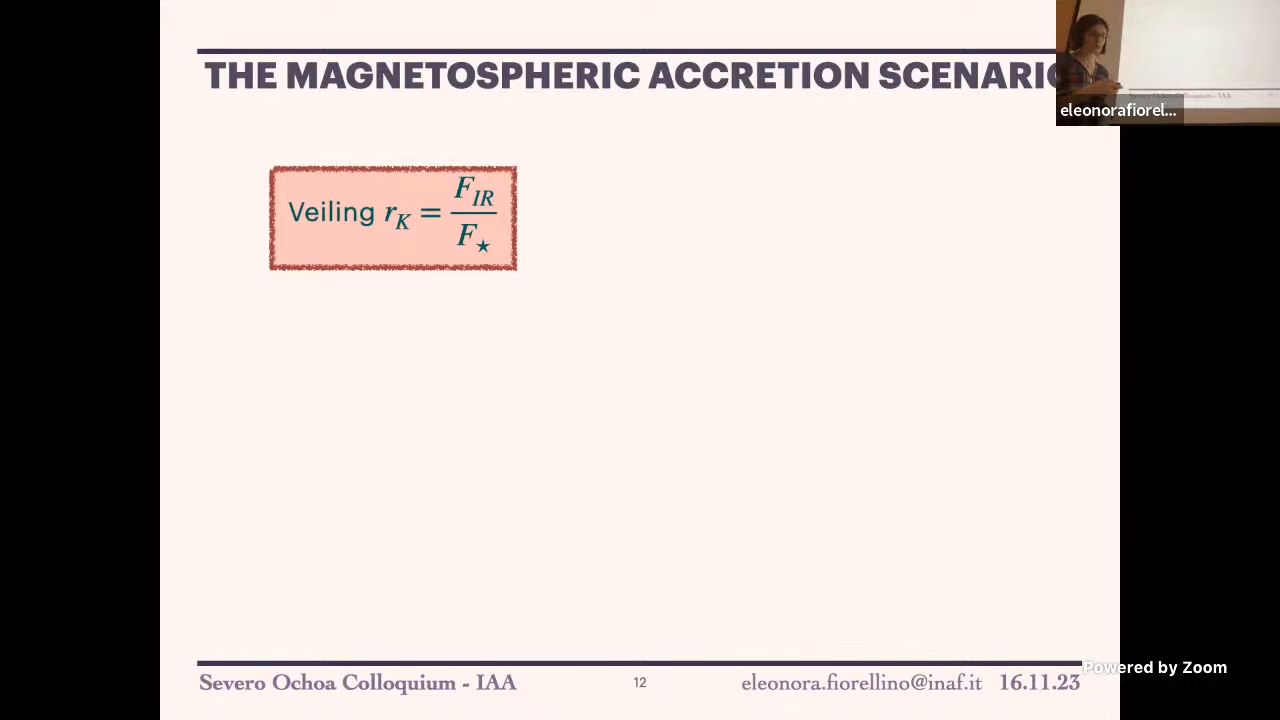 THE MAGNETOSPHERIC ACCRETION SCENARIO
eleonorafiorel...
Veiling r_K = F_IR / F_★
Severo Ochoa Colloquium - IAA
12
eleonora.fiorellino@inaf.it 16.11.23
Powered by Zoom